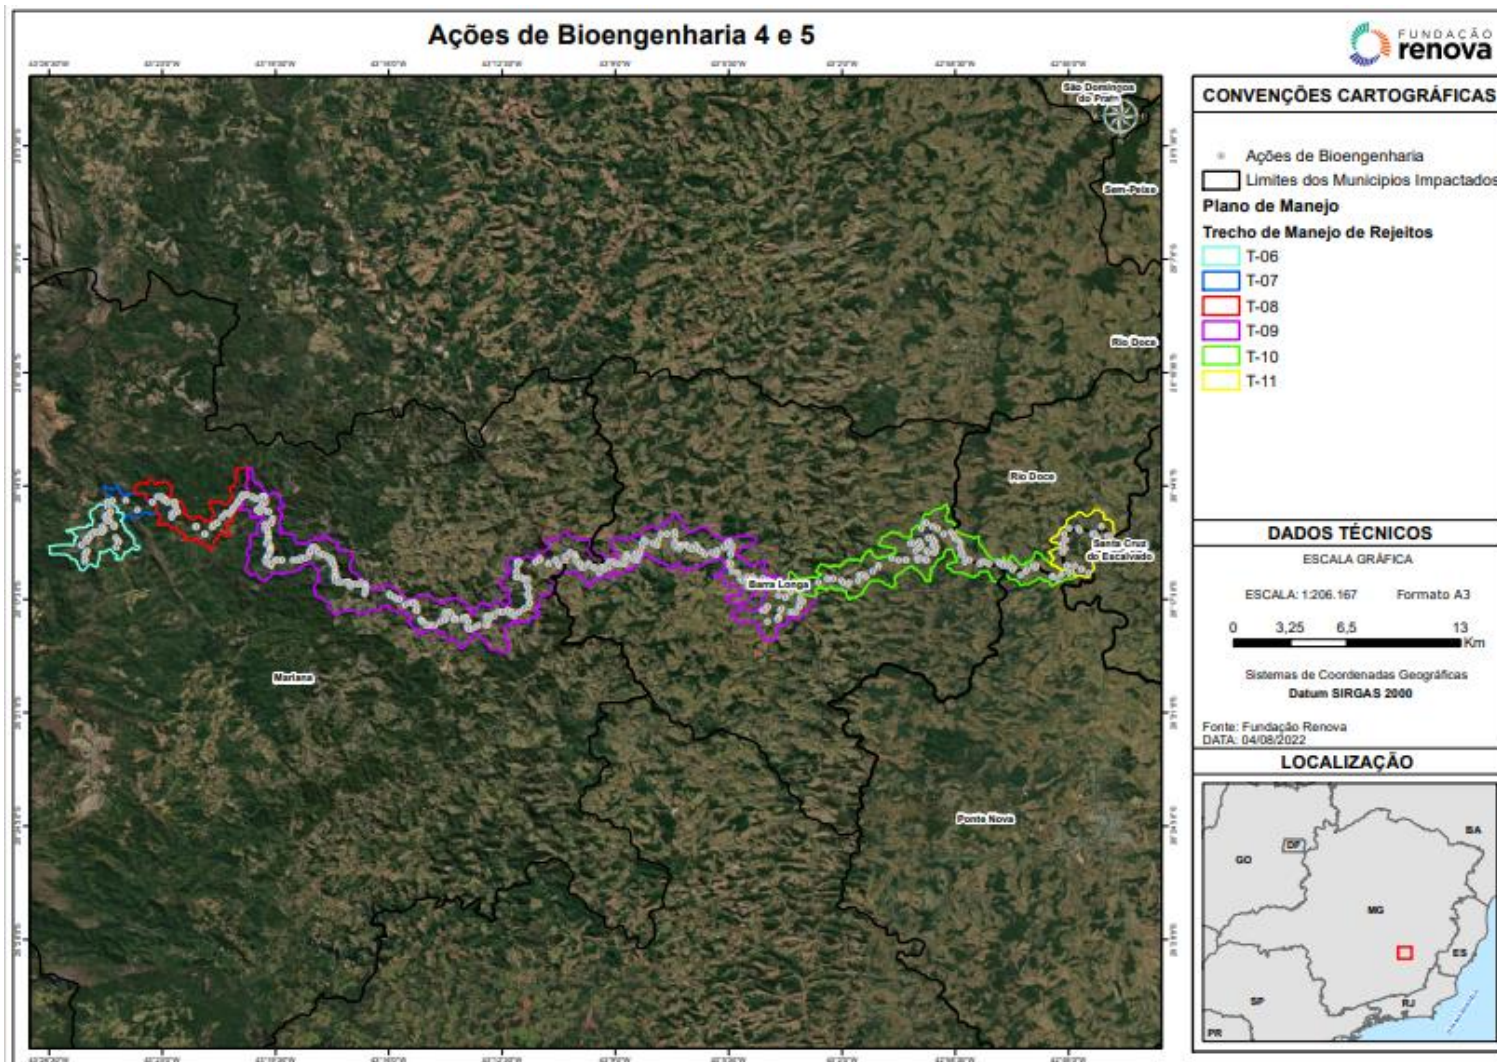 Ações de Bioengenharia 4 e 5
FUNDAÇÃO
renova
CONVENÇÕES CARTOGRÁFICAS
Ações de Bioengenharia
Limites dos Municipios Impactados
Plano de Manejo
Trecho de Manejo de Rejeitos
T-06
T-07
T-08
T-09
T-10
T-11
DADOS TÉCNICOS
ESCALA GRÁFICA
ESCALA: 1:206.167 Formato A3
0 3,25 6,5 13
Km
Sistemas de Coordenadas Geográficas
Datum SIRGAS 2000
Fonte: Fundação Renova
DATA: 04/08/2022
LOCALIZAÇÃO
BA
DF
GO
MG
ES
SP
RJ
PR
São Domingos
do Prata
Sem-Peixe
Rio Doce
Rio Doce
Santa Cruz
do Escalvado
Barra Longa
Mariana
Ponte Nova